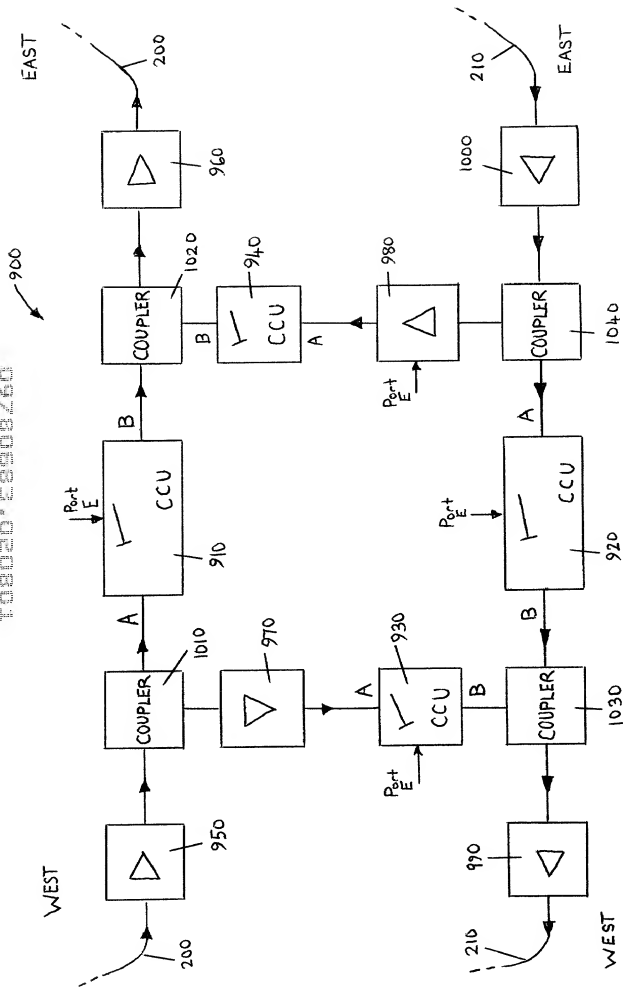 900
WEST
EAST
200
200
Port
E
950
COUPLER
1010
A
CCU
910
B
COUPLER
1020
960
970
B
940
CCU
A
Port
E
A
930
CCU
B
Port
E
980
Port
E
210
990
COUPLER
1030
B
CCU
920
A
COUPLER
1040
1000
210
WEST
EAST